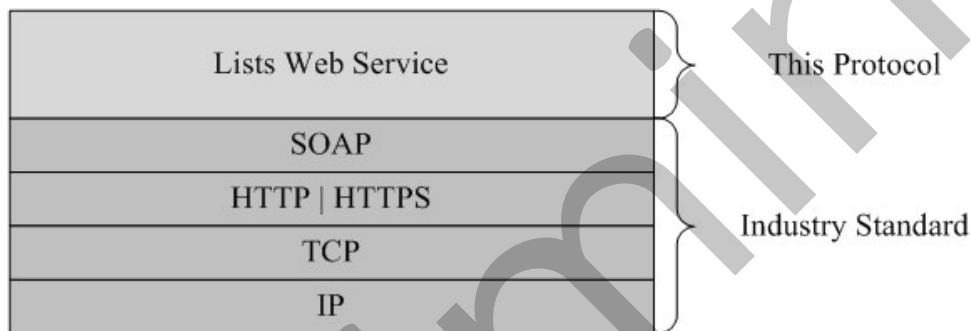 Lists Web Service
This Protocol
SOAP
HTTP | HTTPS
Industry Standard
TCP
IP